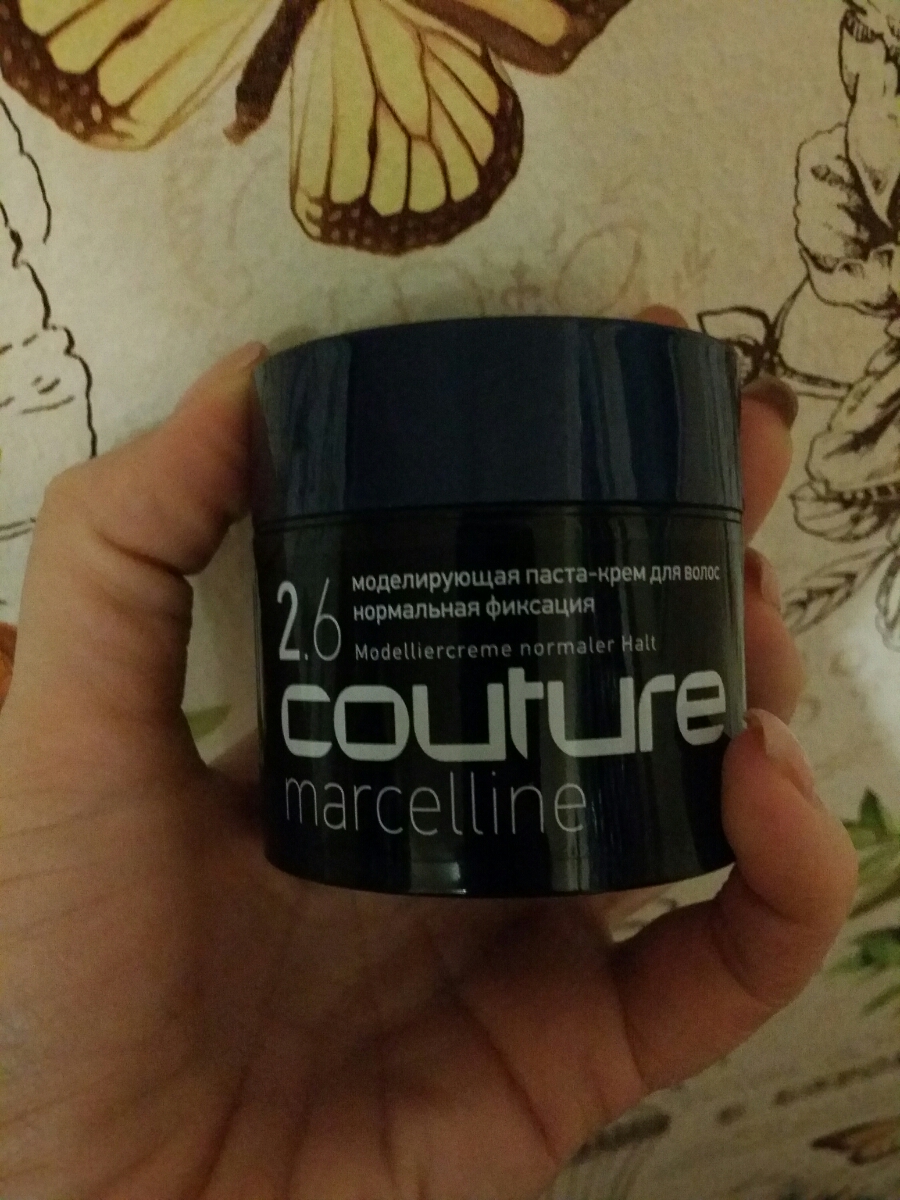 2.6
моделирующая паста-крем для волос
нормальная фиксация
Modelliercreme normaler Halt
couture
marcelline